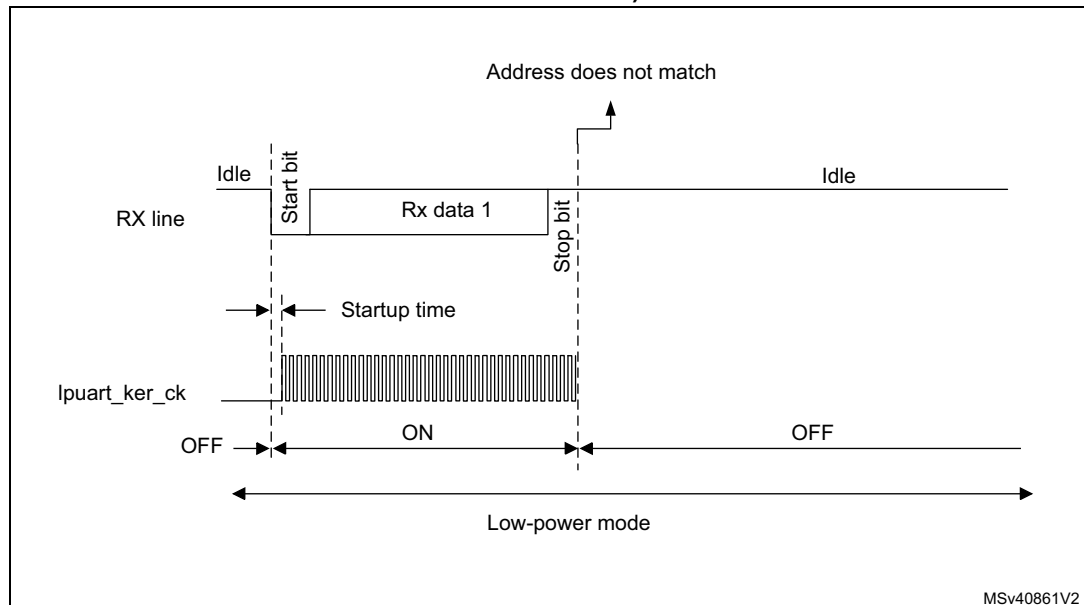 Address does not match
Idle
Start bit
Idle
RX line
Rx data 1
Stop bit
Startup time
lpuart_ker_ck
OFF
ON
OFF
Low-power mode
MSv40861V2